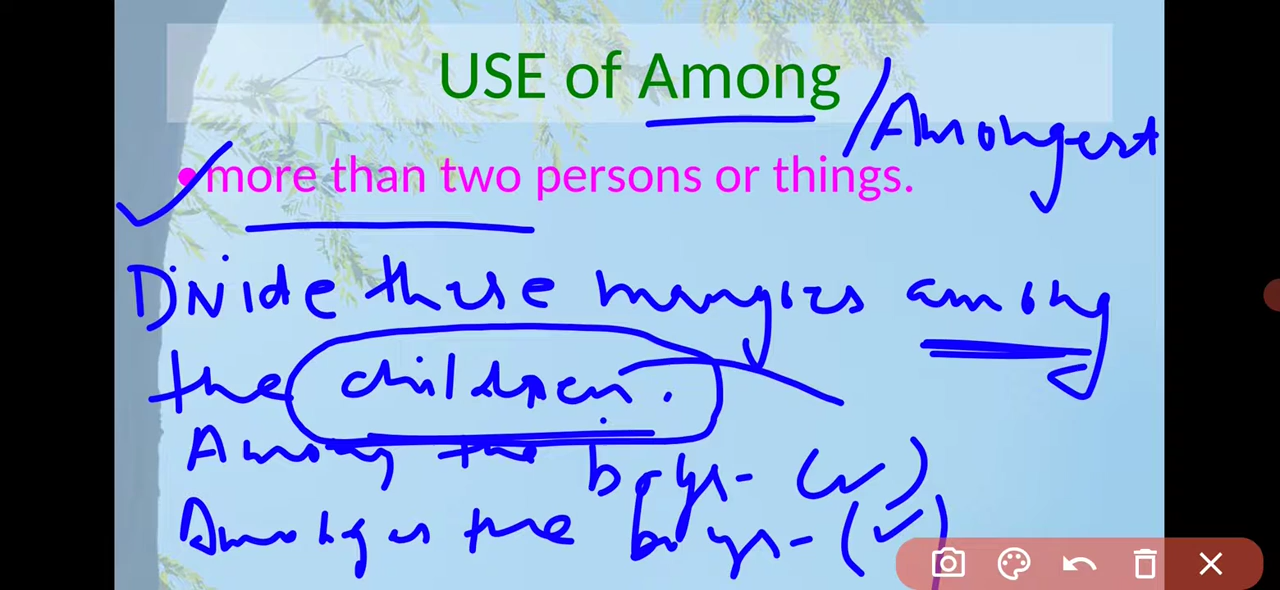 USE of Among
/Amongest
•more than two persons or things.
Divide these mangoes among
the children.
Among the boys- (✓)
Amonges the boys- (✓)